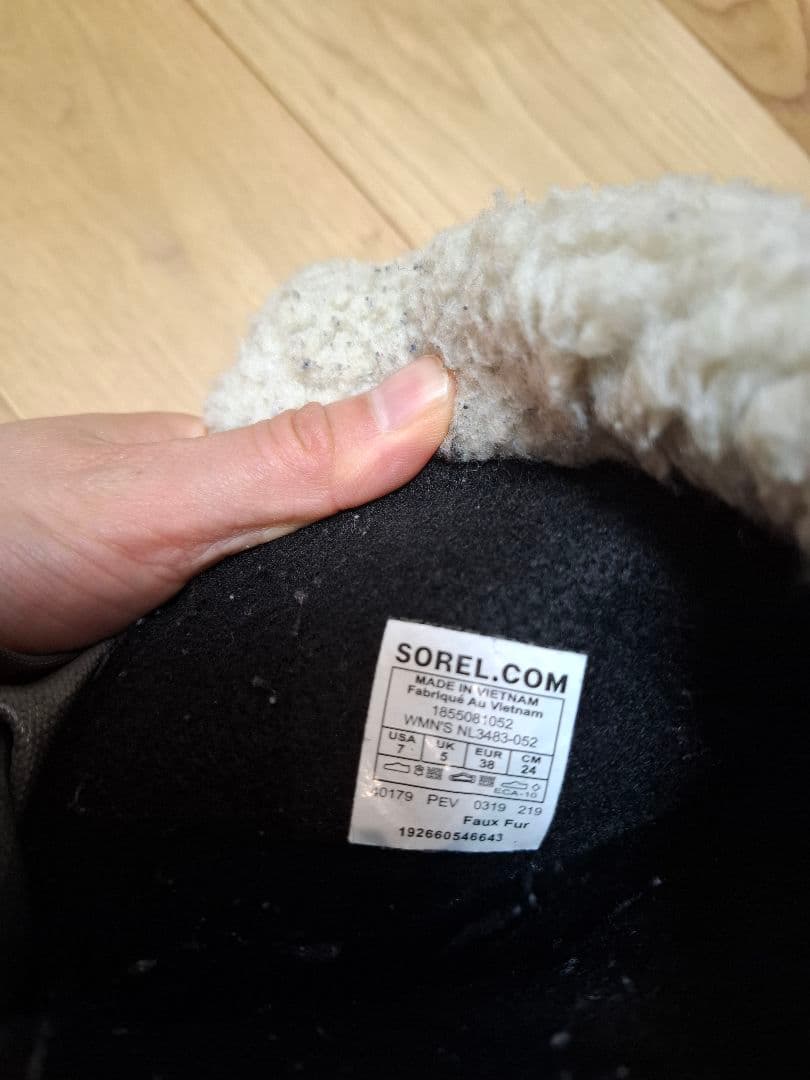 SOREL.COM
MADE IN VIETNAM
Fabriqué Au Vietnam
1855081052
WMN'S NL3483-052
USA UK EUR CM
7 5 38 24
ECA-10
PEV 0319 219
Faux Fur
192660546643